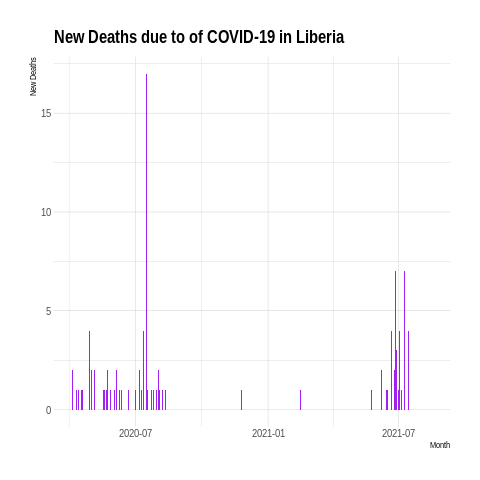 New Deaths due to of COVID-19 in Liberia
New Deaths
15
10
5
0
2020-07
2021-01
2021-07
Month